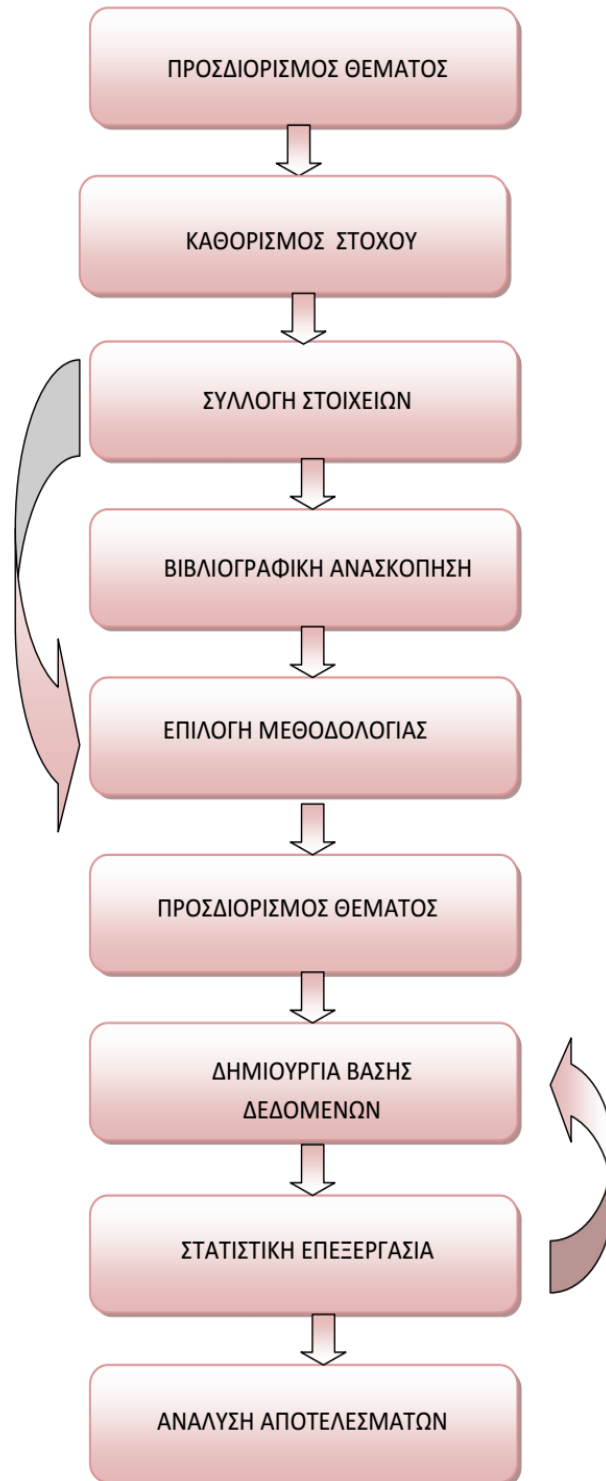 ΠΡΟΣΔΙΟΡΙΣΜΟΣ ΘΕΜΑΤΟΣ
ΚΑΘΟΡΙΣΜΟΣ ΣΤΟΧΟΥ
ΣΥΛΛΟΓΗ ΣΤΟΙΧΕΙΩΝ
ΒΙΒΛΙΟΓΡΑΦΙΚΗ ΑΝΑΣΚΟΠΗΣΗ
ΕΠΙΛΟΓΗ ΜΕΘΟΔΟΛΟΓΙΑΣ
ΠΡΟΣΔΙΟΡΙΣΜΟΣ ΘΕΜΑΤΟΣ
ΔΗΜΙΟΥΡΓΙΑ ΒΑΣΗΣ
ΔΕΔΟΜΕΝΩΝ
ΣΤΑΤΙΣΤΙΚΗ ΕΠΕΞΕΡΓΑΣΙΑ
ΑΝΑΛΥΣΗ ΑΠΟΤΕΛΕΣΜΑΤΩΝ